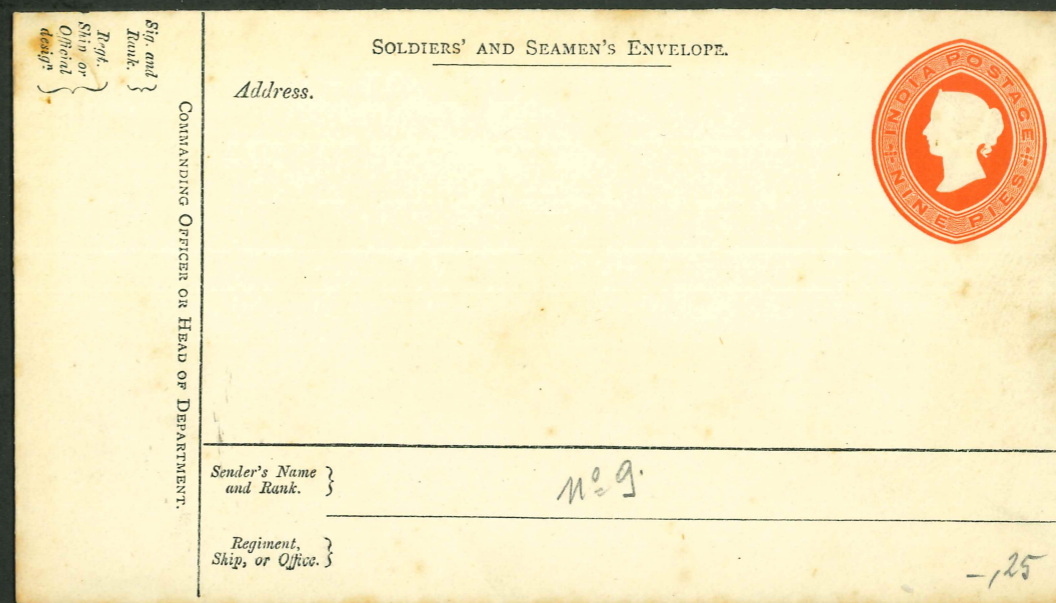 SOLDIERS' AND SEAMEN'S ENVELOPE.
Address.
INDIA POSTAGE
NINE PIES
Sig. and
Rank.
Regt.
Ship or
Official
desigⁿ
COMMANDING OFFICER OR HEAD OF DEPARTMENT.
Sender's Name
and Rank.
Nº 9.
Regiment,
Ship, or Office.
-,25